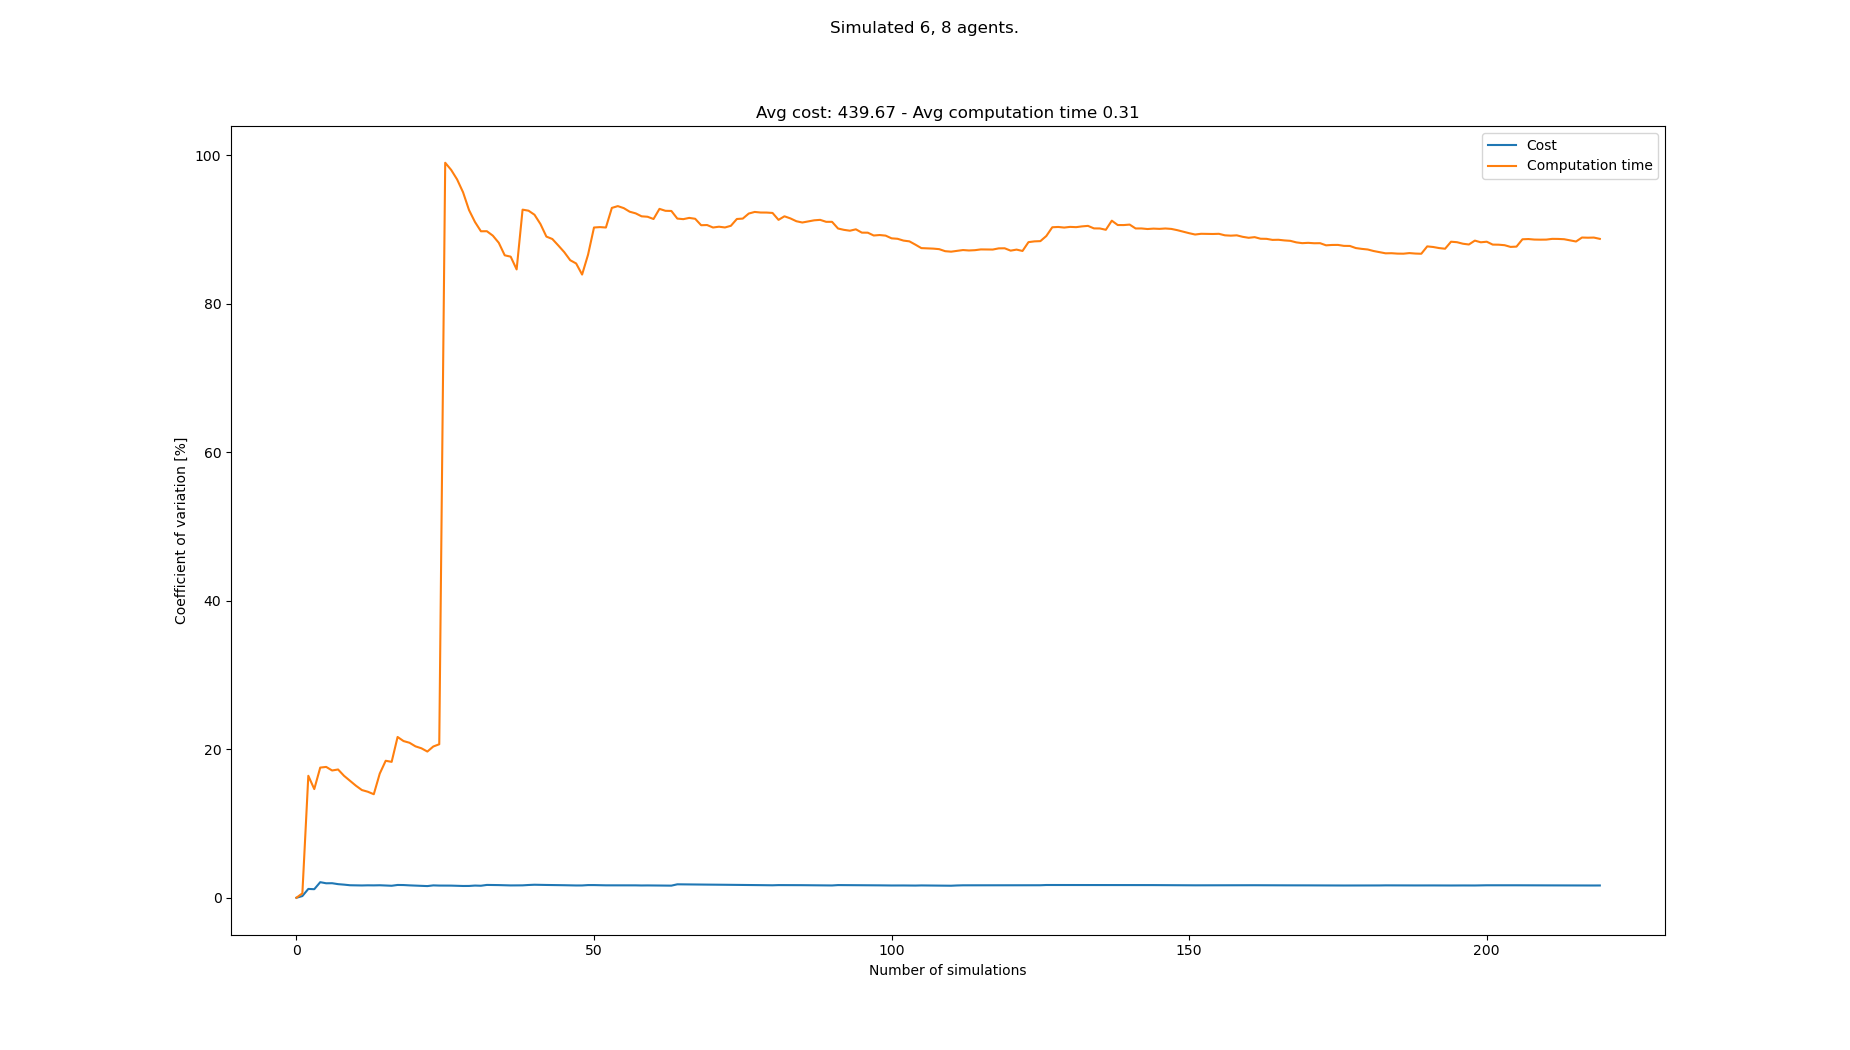 Simulated 6, 8 agents.
Avg cost: 439.67 - Avg computation time 0.31
Cost
Computation time
100
80
60
40
20
0
Coefficient of variation [%]
0 50 100 150 200
Number of simulations